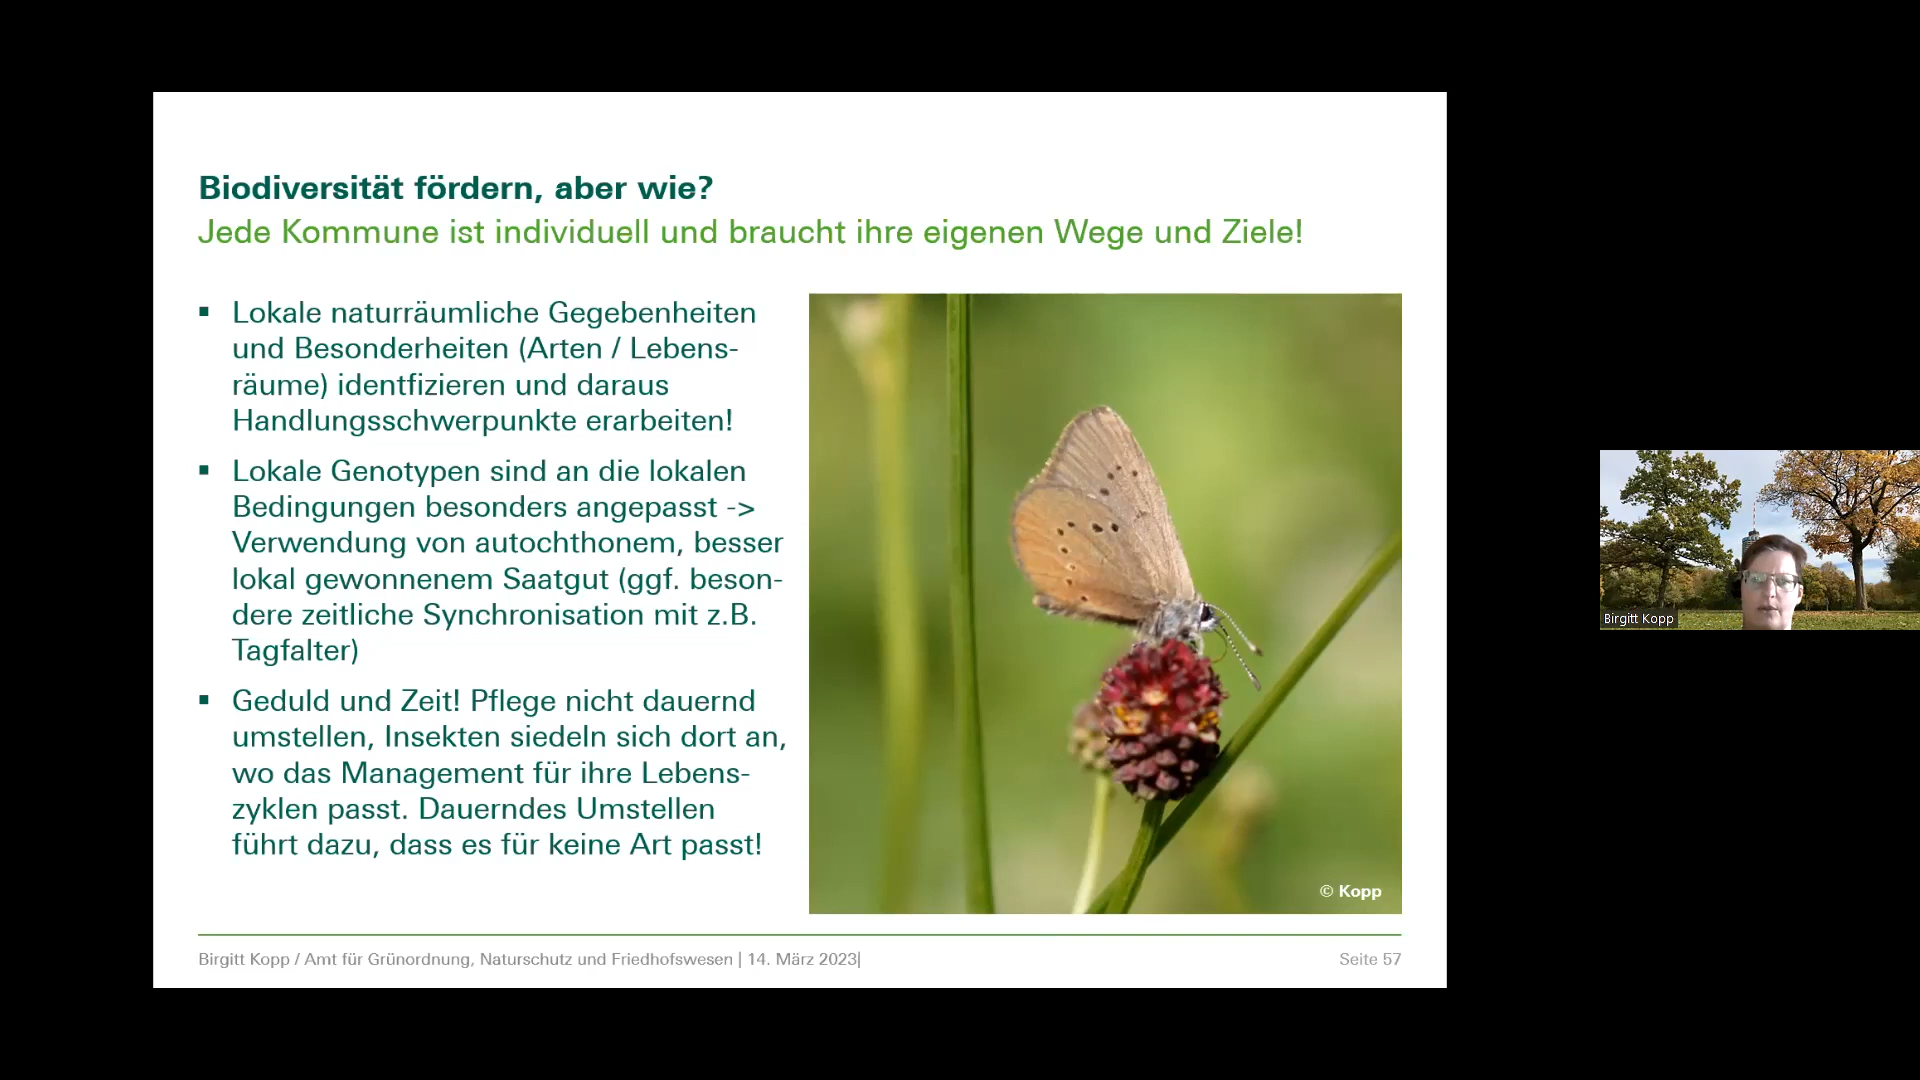 Biodiversität fördern, aber wie?
Jede Kommune ist individuell und braucht ihre eigenen Wege und Ziele!
▪ Lokale naturräumliche Gegebenheiten
und Besonderheiten (Arten / Lebens-
räume) identfizieren und daraus
Handlungsschwerpunkte erarbeiten!
▪ Lokale Genotypen sind an die lokalen
Bedingungen besonders angepasst ->
Verwendung von autochthonem, besser
lokal gewonnenem Saatgut (ggf. beson-
dere zeitliche Synchronisation mit z.B.
Tagfalter)
▪ Geduld und Zeit! Pflege nicht dauernd
umstellen, Insekten siedeln sich dort an,
wo das Management für ihre Lebens-
zyklen passt. Dauerndes Umstellen
führt dazu, dass es für keine Art passt!
© Kopp
Birgitt Kopp / Amt für Grünordnung, Naturschutz und Friedhofswesen | 14. März 2023|
Seite 57
Birgitt Kopp